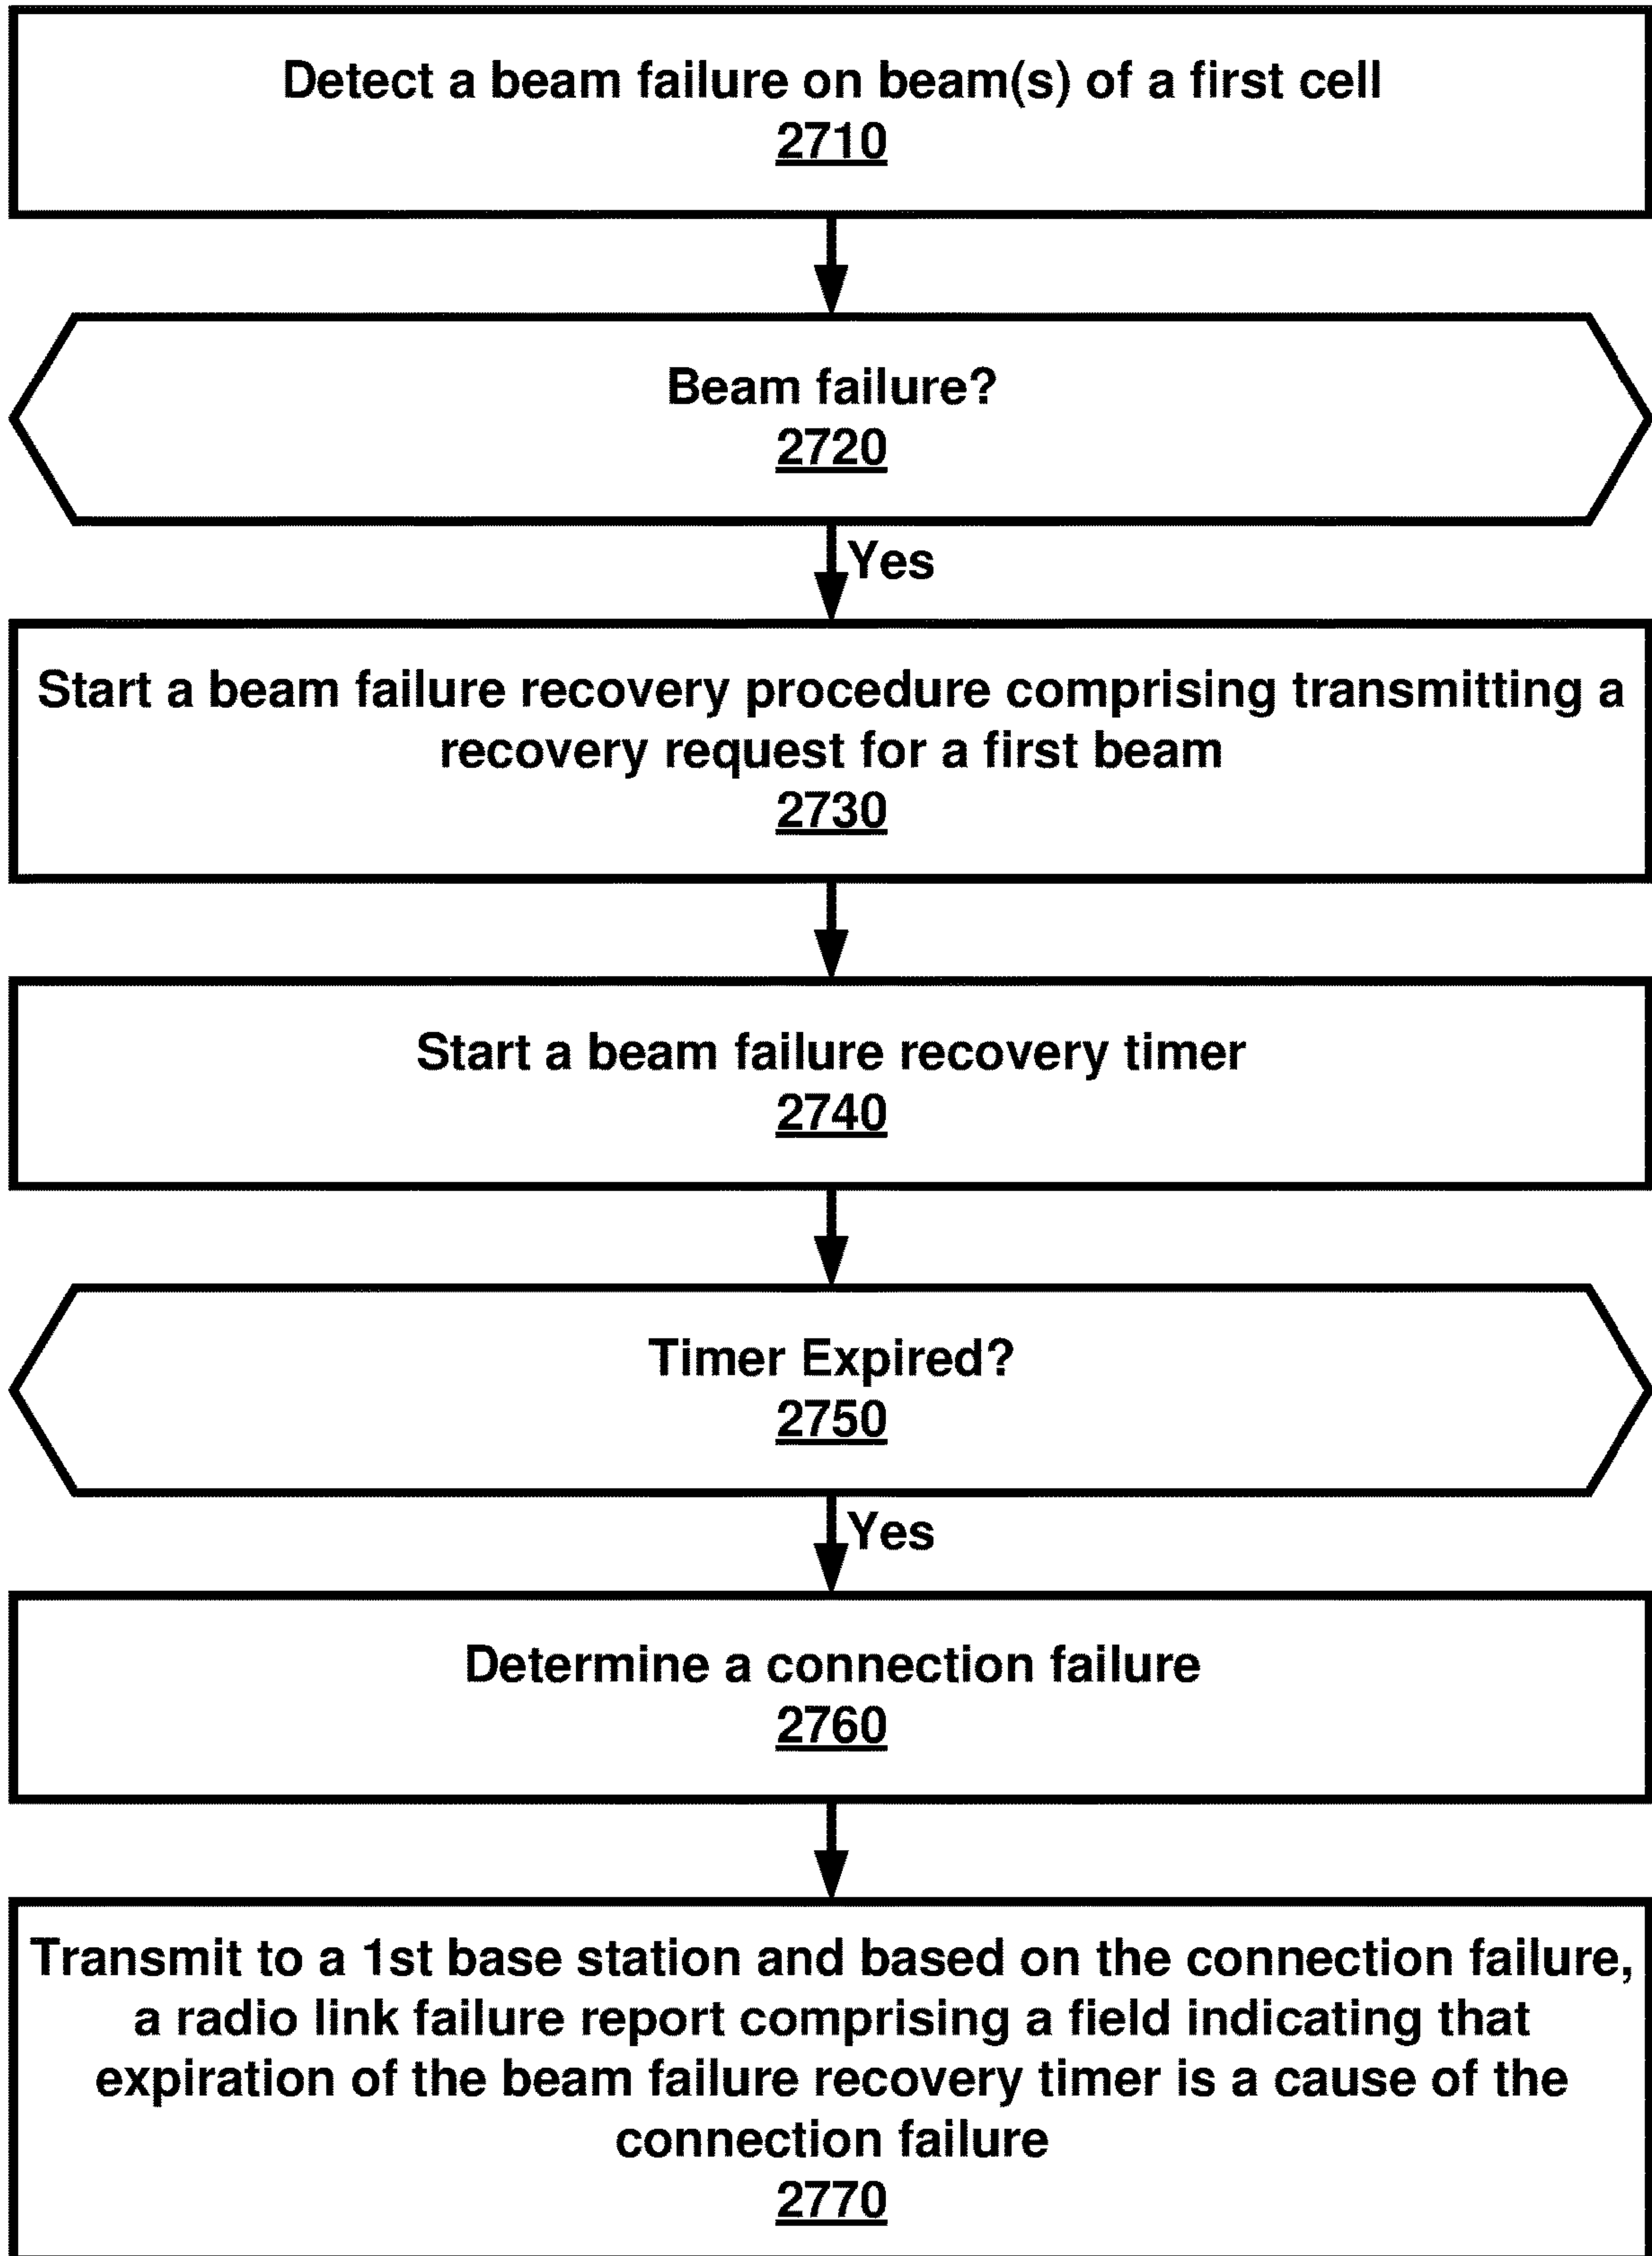 Detect a beam failure on beam(s) of a first cell
2710
Beam failure?
2720
Yes
Start a beam failure recovery procedure comprising transmitting a
recovery request for a first beam
2730
Start a beam failure recovery timer
2740
Timer Expired?
2750
Yes
Determine a connection failure
2760
Transmit to a 1st base station and based on the connection failure,
a radio link failure report comprising a field indicating that
expiration of the beam failure recovery timer is a cause of the
connection failure
2770